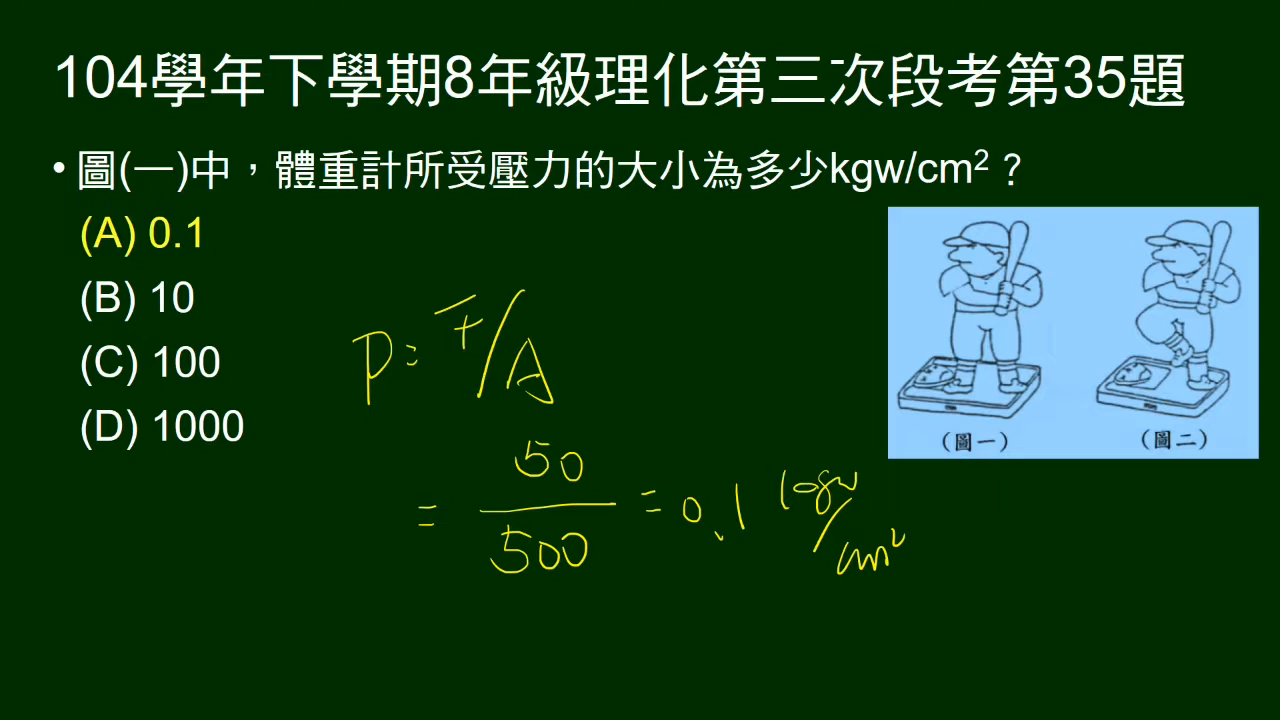 104學年下學期8年級理化第三次段考第35題
• 圖(一)中，體重計所受壓力的大小為多少kgw/cm²？
(A) 0.1
(B) 10
(C) 100
(D) 1000
P = F/A
= 50/500 = 0.1 kgw/cm²
(圖一) (圖二)